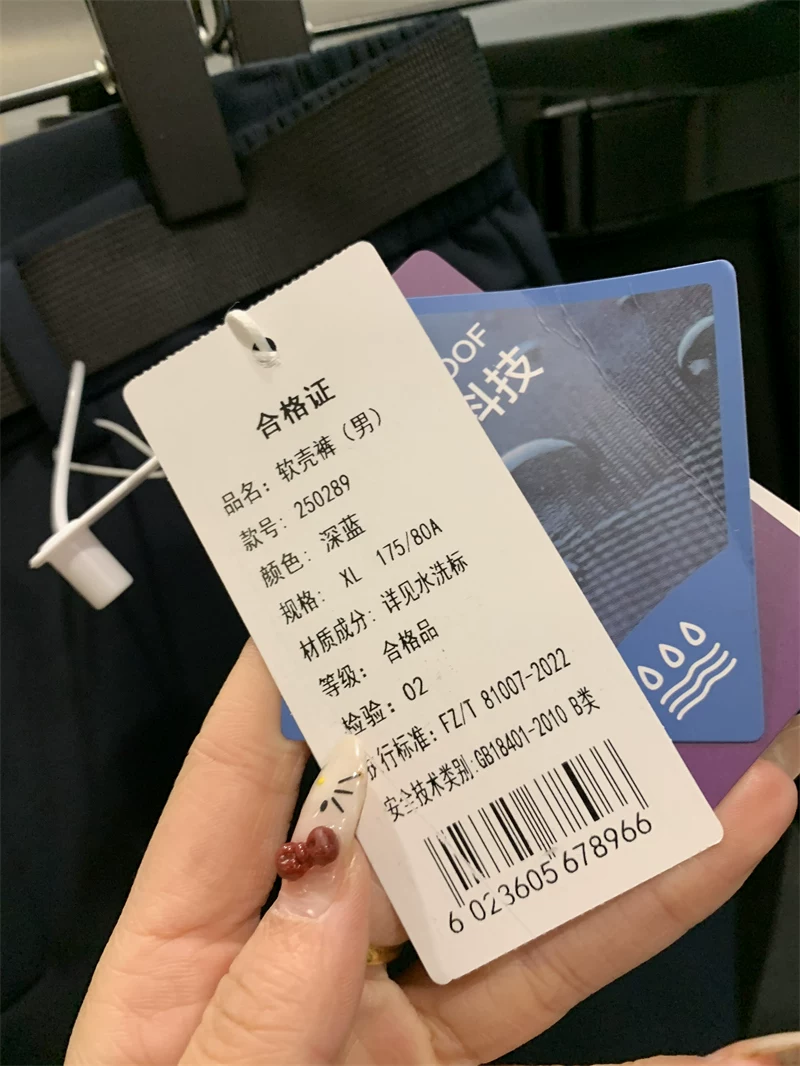 合格证
品名：软壳裤（男）
款号：250289
颜色：深蓝
规格：XL 175/80A
材质成分：详见水洗标
等级：合格品
检验：02
行标准：FZ/T 81007-2022
安全技术类别:GB18401-2010 B类
6 023605 678966
OOF
科技